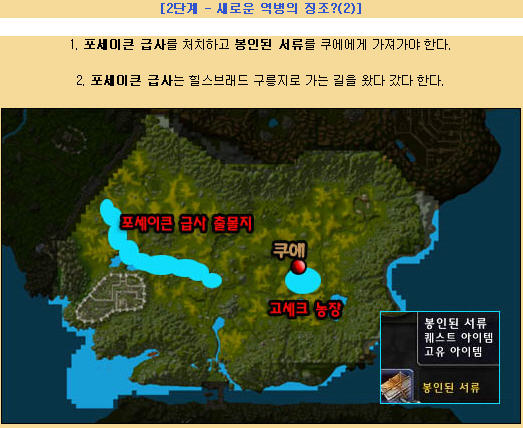 [2단계 - 새로운 역병의 징조?(2)]
1. 포세이큰 급사를 처치하고 봉인된 서류를 쿠에에게 가져가야 한다.
2. 포세이큰 급사는 힐스브래드 구릉지로 가는 길을 왔다 갔다 한다.
포세이큰 급사 출몰지
쿠에
고세크 농장
봉인된 서류
퀘스트 아이템
고유 아이템
봉인된 서류